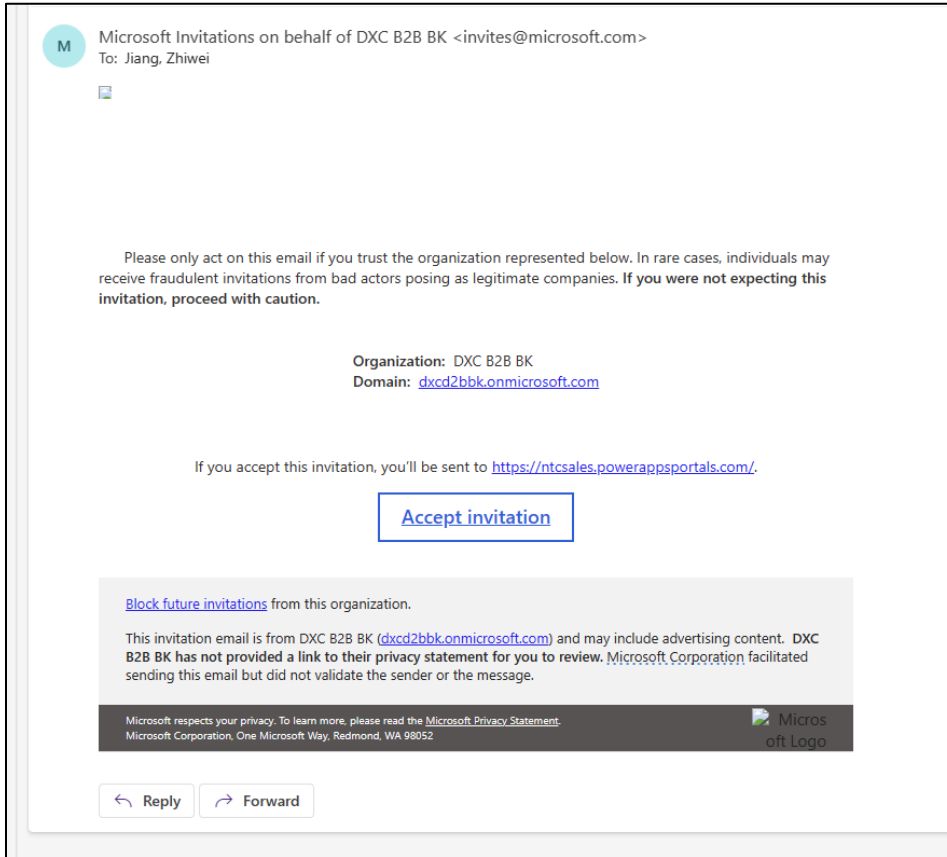 M
Microsoft Invitations on behalf of DXC B2B BK <invites@microsoft.com>
To: Jiang, Zhiwei
Please only act on this email if you trust the organization represented below. In rare cases, individuals may
receive fraudulent invitations from bad actors posing as legitimate companies. If you were not expecting this
invitation, proceed with caution.
Organization: DXC B2B BK
Domain: dxcd2bbk.onmicrosoft.com
If you accept this invitation, you'll be sent to https://ntcsales.powerappsportals.com/.
Accept invitation
Block future invitations from this organization.
This invitation email is from DXC B2B BK (dxcd2bbk.onmicrosoft.com) and may include advertising content. DXC
B2B BK has not provided a link to their privacy statement for you to review. Microsoft Corporation facilitated
sending this email but did not validate the sender or the message.
Microsoft respects your privacy. To learn more, please read the Microsoft Privacy Statement.
Microsoft Corporation, One Microsoft Way, Redmond, WA 98052
Micros
oft Logo
Reply
Forward